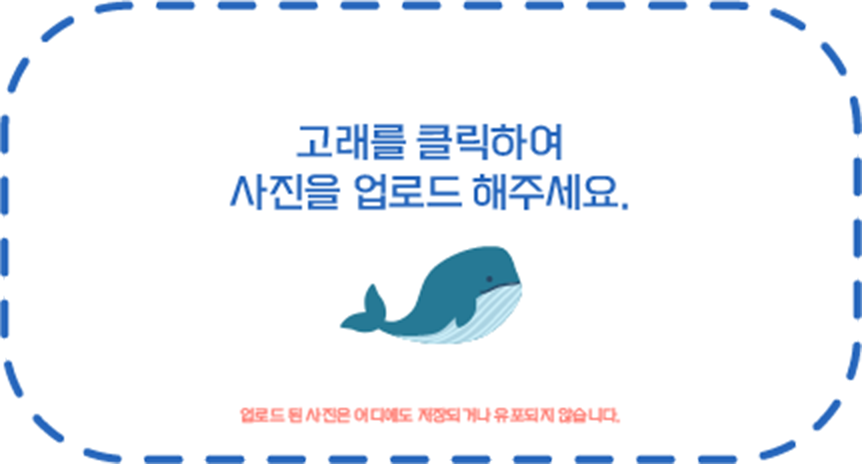 고래를 클릭하여
사진을 업로드 해주세요.
업로드 된 사진은 어디에도 저장되거나 유포되지 않습니다.